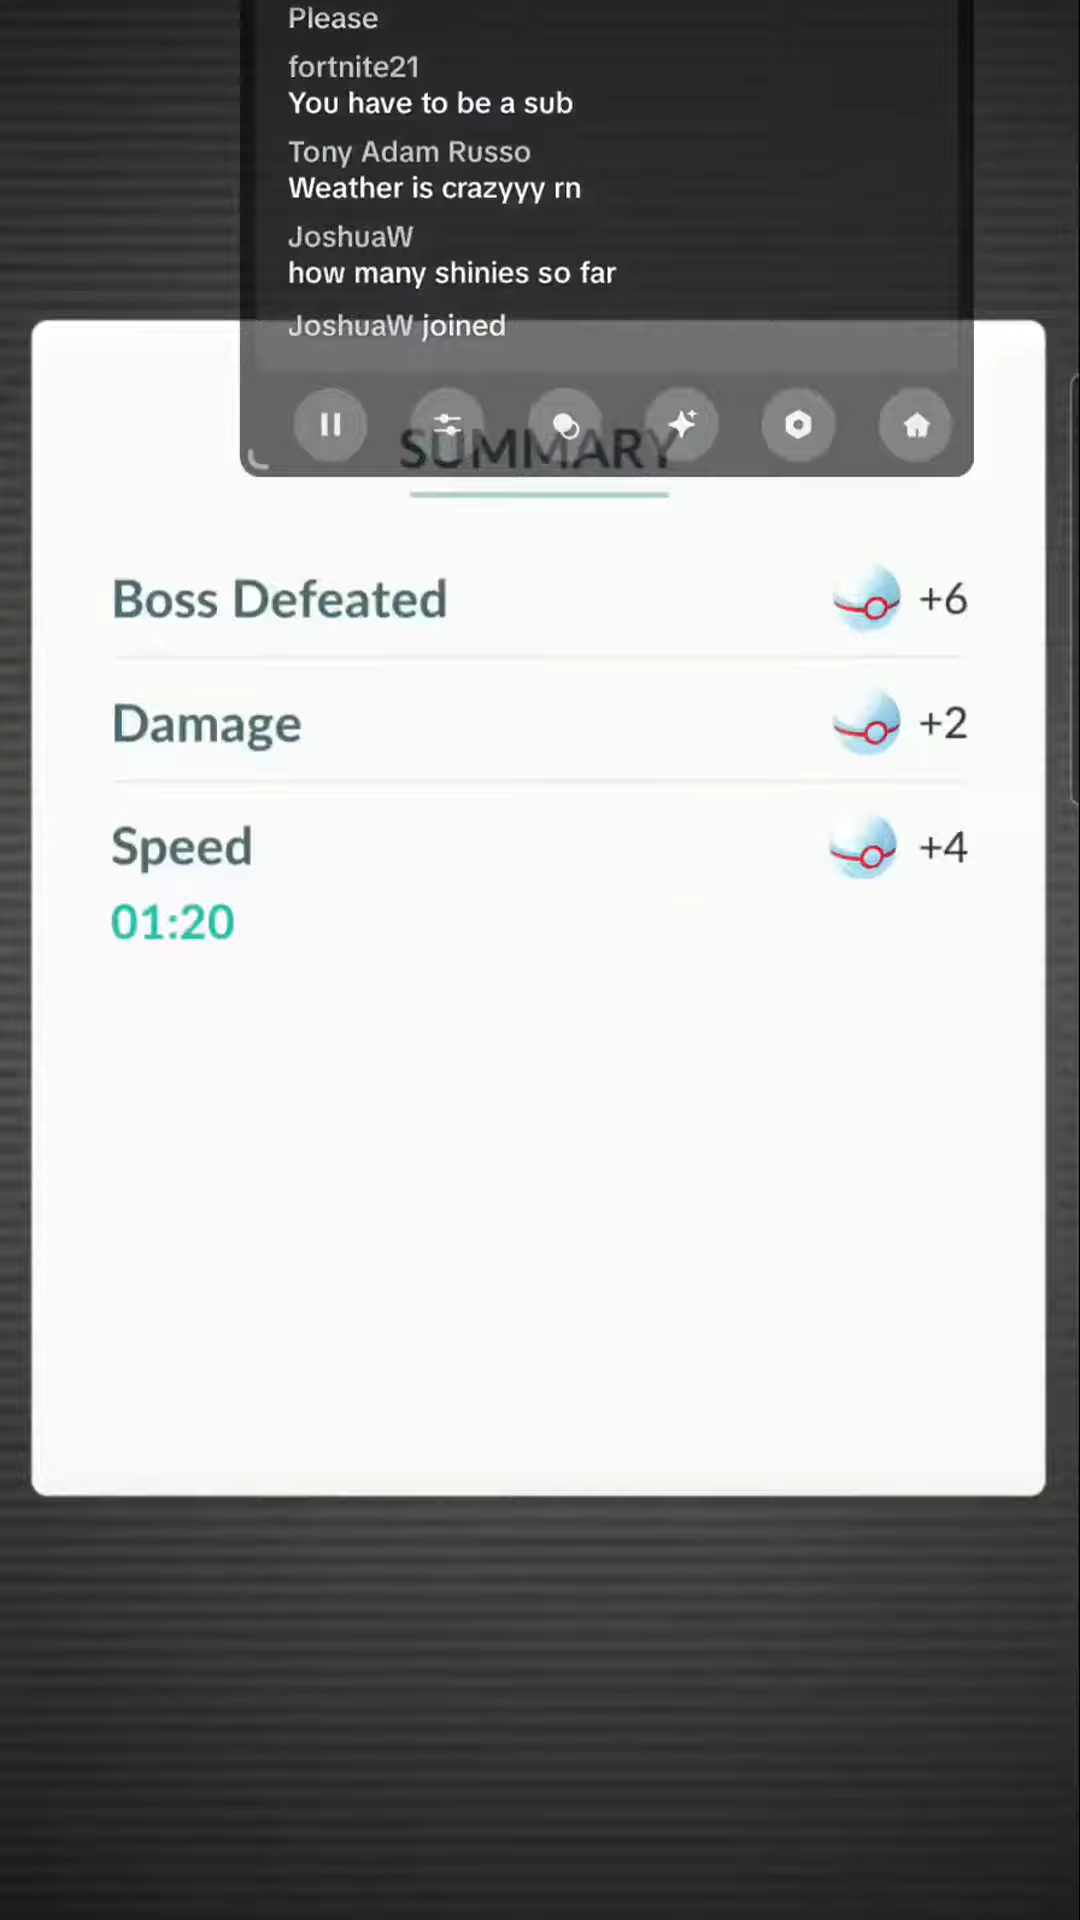 Please
fortnite21
You have to be a sub
Tony Adam Russo
Weather is crazyyy rn
JoshuaW
how many shinies so far
JoshuaW joined
SUMMARY
Boss Defeated +6
Damage +2
Speed +4
01:20